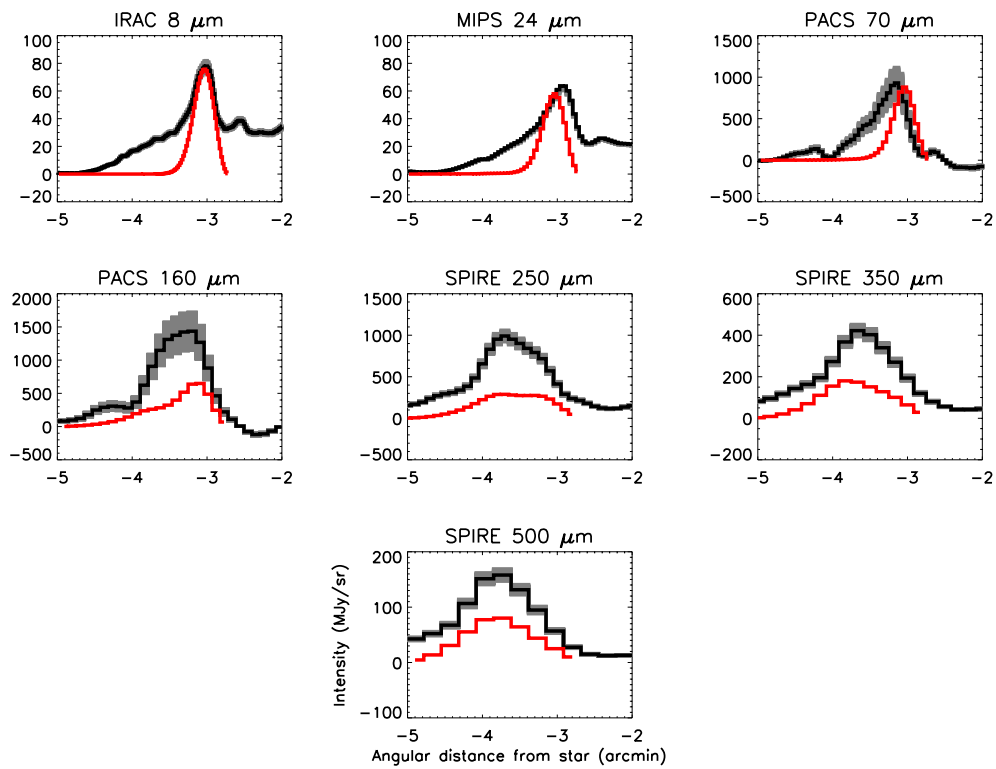 IRAC 8 μm
MIPS 24 μm
PACS 70 μm
100
80
60
40
20
0
-20
-5 -4 -3 -2
100
80
60
40
20
0
-20
-5 -4 -3 -2
1500
1000
500
0
-500
-5 -4 -3 -2
PACS 160 μm
SPIRE 250 μm
SPIRE 350 μm
2000
1500
1000
500
0
-500
-5 -4 -3 -2
1500
1000
500
0
-500
-5 -4 -3 -2
600
400
200
0
-200
-5 -4 -3 -2
SPIRE 500 μm
Intensity (MJy/sr)
200
100
0
-100
-5 -4 -3 -2
Angular distance from star (arcmin)